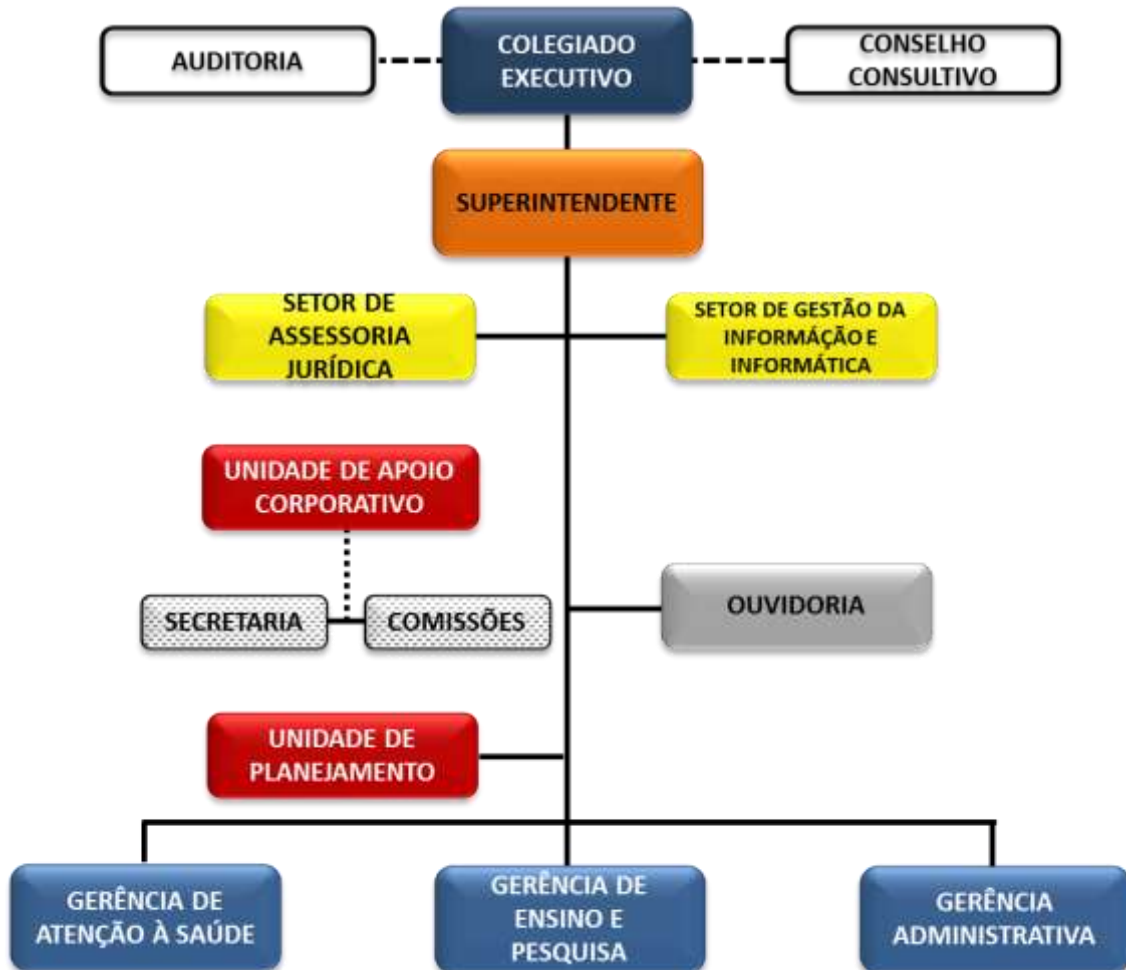 AUDITORIA
COLEGIADO
EXECUTIVO
CONSELHO
CONSULTIVO
SUPERINTENDENTE
SETOR DE
ASSESSORIA
JURÍDICA
SETOR DE GESTÃO DA
INFORMÁÇÃO E
INFORMÁTICA
UNIDADE DE APOIO
CORPORATIVO
SECRETARIA
COMISSÕES
OUVIDORIA
UNIDADE DE
PLANEJAMENTO
GERÊNCIA DE
ATENÇÃO À SAÚDE
GERÊNCIA DE
ENSINO E
PESQUISA
GERÊNCIA
ADMINISTRATIVA